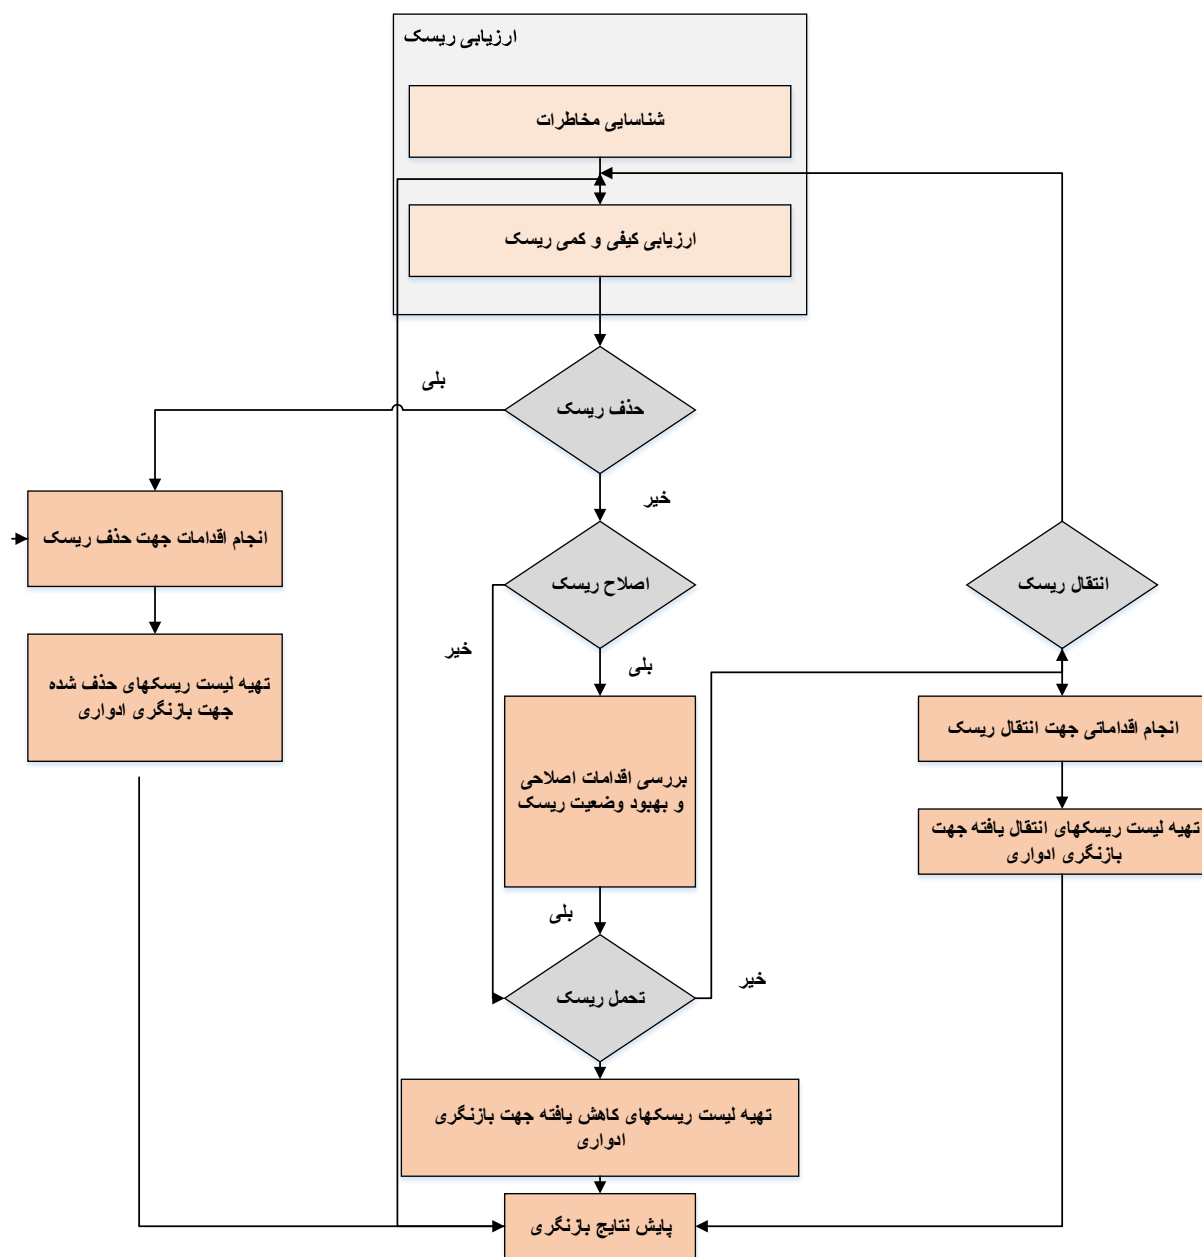 ارزیابی ریسک
شناسایی مخاطرات
ارزیابی کیفی و کمی ریسک
بلی
حذف ریسک
خیر
انجام اقدامات جهت حذف ریسک
اصلاح ریسک
انتقال ریسک
خیر
بلی
تهیه لیست ریسکهای حذف شده
جهت بازنگری ادواری
انجام اقداماتی جهت انتقال ریسک
بررسی اقدامات اصلاحی
و بهبود وضعیت ریسک
تهیه لیست ریسکهای انتقال یافته جهت
بازنگری ادواری
بلی
خیر
تحمل ریسک
تهیه لیست ریسکهای کاهش یافته جهت بازنگری
ادواری
پایش نتایج بازنگری